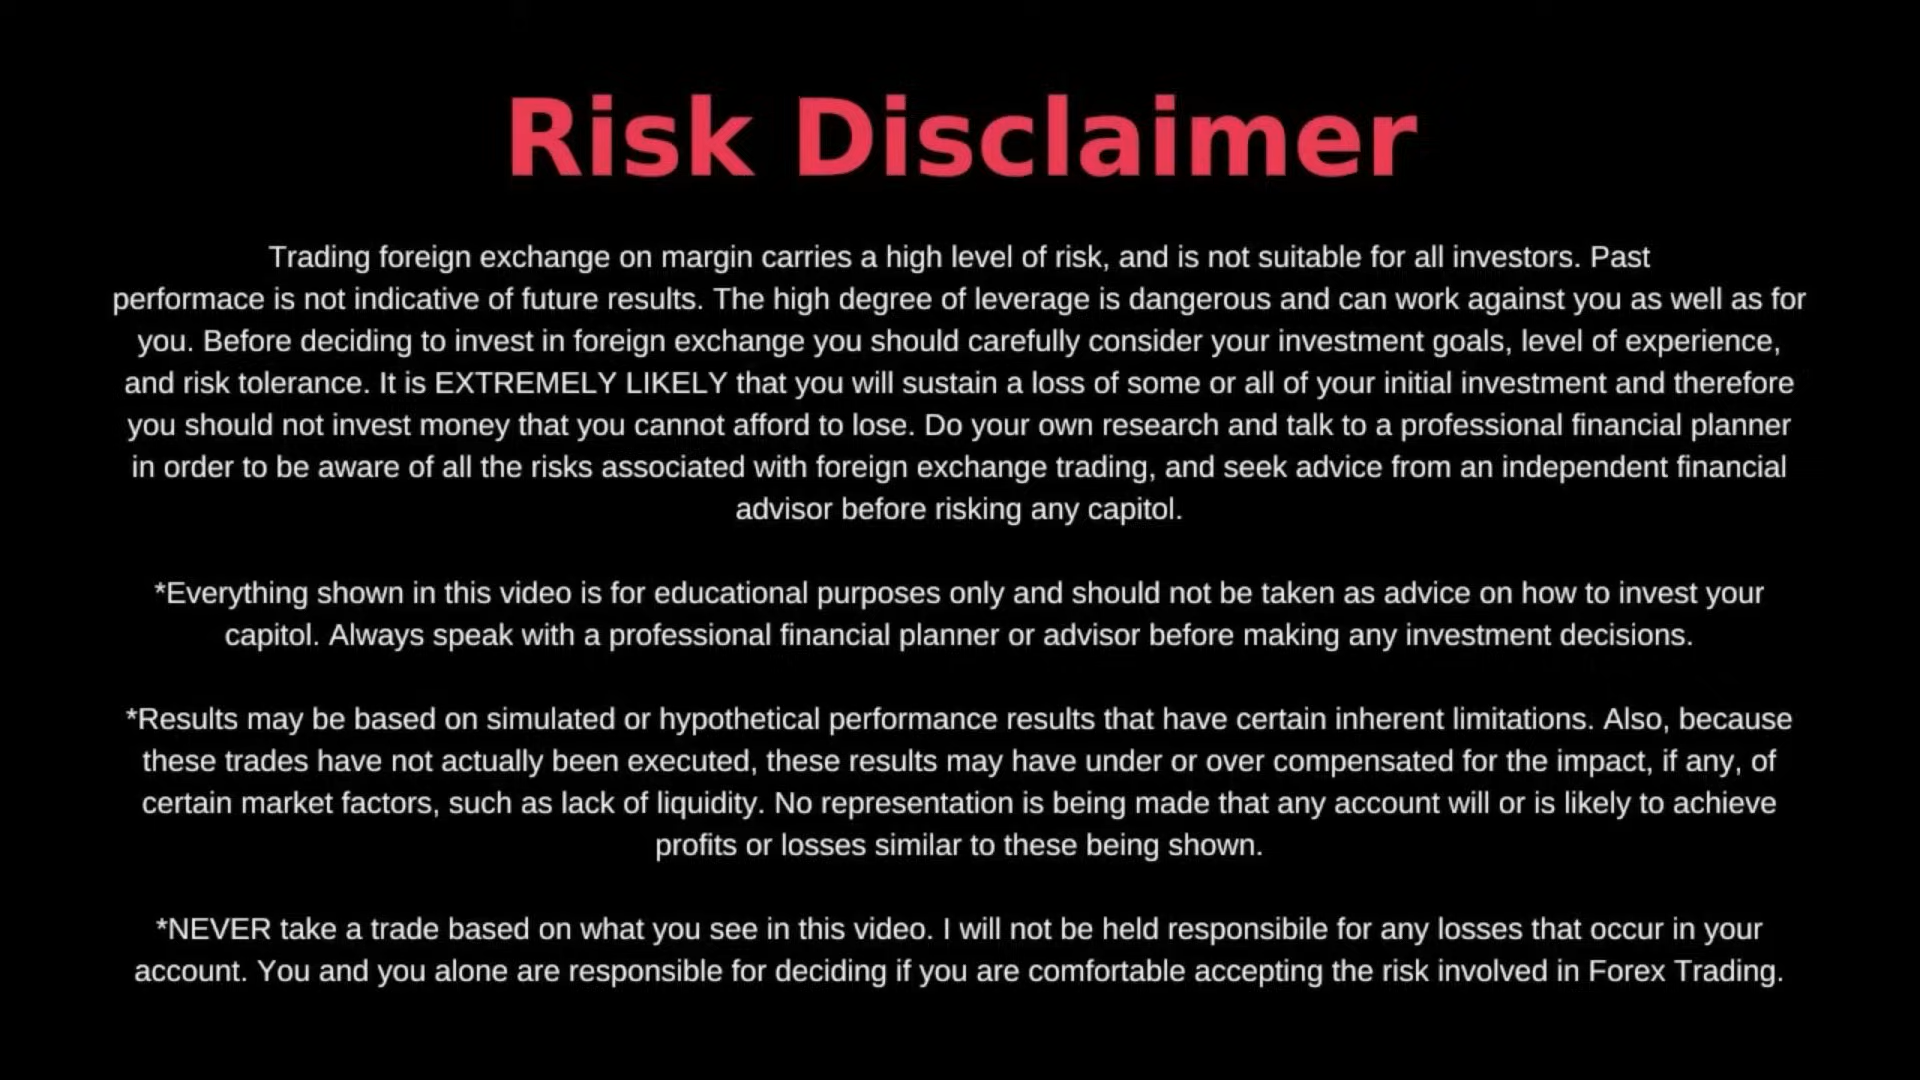 Risk Disclaimer
Trading foreign exchange on margin carries a high level of risk, and is not suitable for all investors. Past
performace is not indicative of future results. The high degree of leverage is dangerous and can work against you as well as for
you. Before deciding to invest in foreign exchange you should carefully consider your investment goals, level of experience,
and risk tolerance. It is EXTREMELY LIKELY that you will sustain a loss of some or all of your initial investment and therefore
you should not invest money that you cannot afford to lose. Do your own research and talk to a professional financial planner
in order to be aware of all the risks associated with foreign exchange trading, and seek advice from an independent financial
advisor before risking any capitol.
*Everything shown in this video is for educational purposes only and should not be taken as advice on how to invest your
capitol. Always speak with a professional financial planner or advisor before making any investment decisions.
*Results may be based on simulated or hypothetical performance results that have certain inherent limitations. Also, because
these trades have not actually been executed, these results may have under or over compensated for the impact, if any, of
certain market factors, such as lack of liquidity. No representation is being made that any account will or is likely to achieve
profits or losses similar to these being shown.
*NEVER take a trade based on what you see in this video. I will not be held responsibile for any losses that occur in your
account. You and you alone are responsible for deciding if you are comfortable accepting the risk involved in Forex Trading.